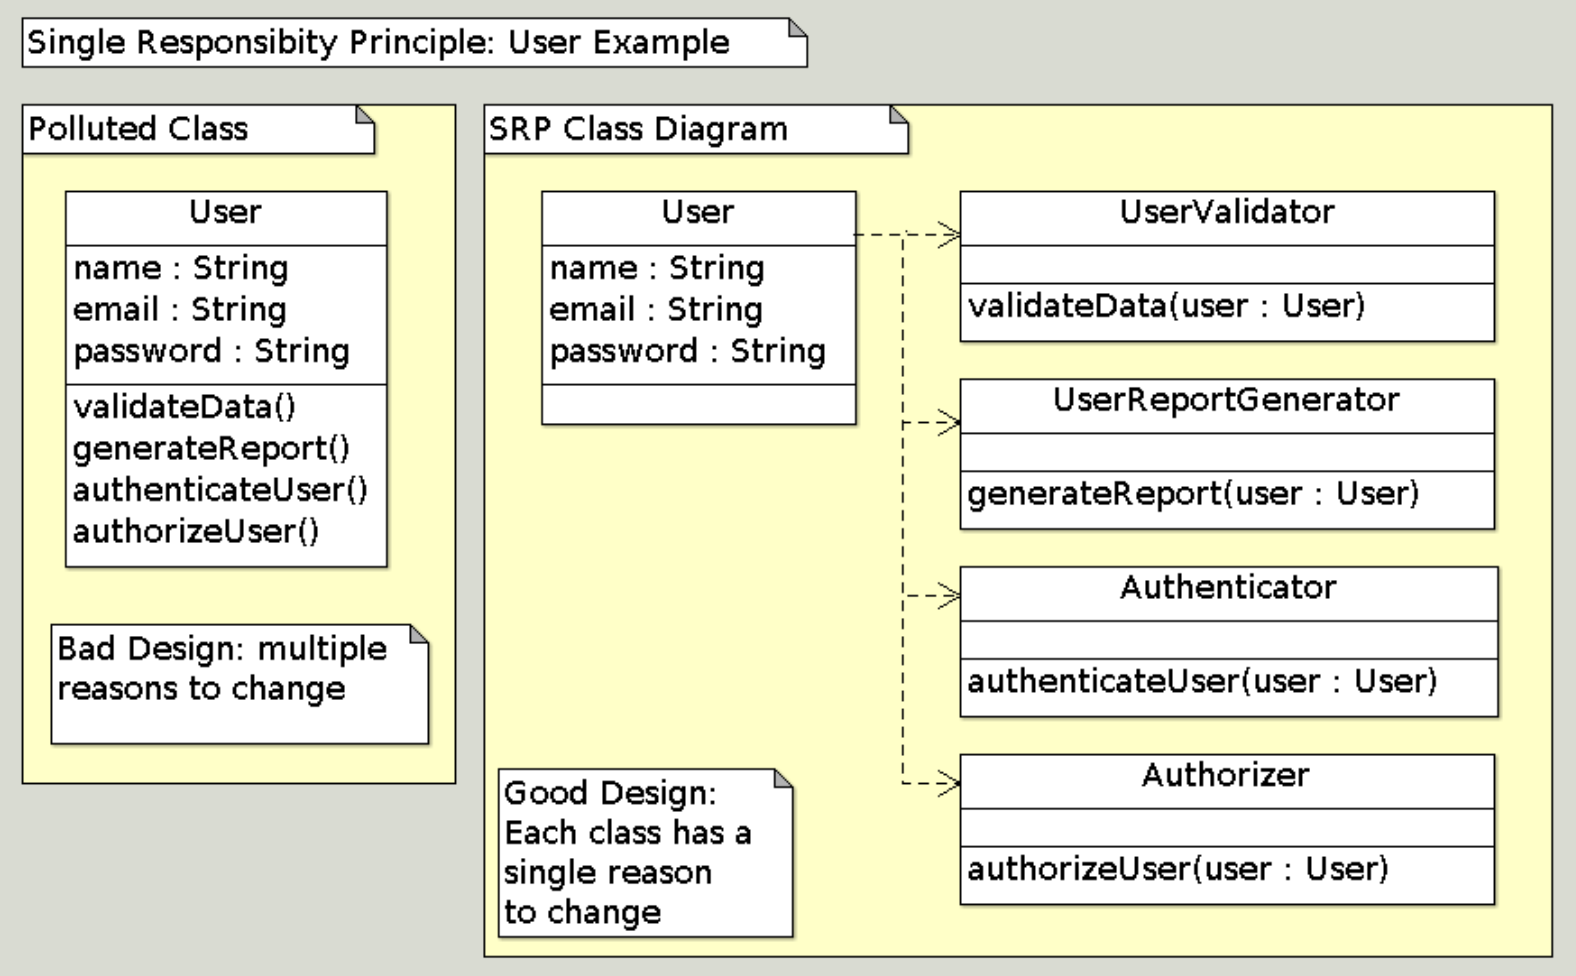 Single Responsibity Principle: User Example
Polluted Class
User
name : String
email : String
password : String
validateData()
generateReport()
authenticateUser()
authorizeUser()
Bad Design: multiple
reasons to change
SRP Class Diagram
User
name : String
email : String
password : String
UserValidator
validateData(user : User)
UserReportGenerator
generateReport(user : User)
Authenticator
authenticateUser(user : User)
Authorizer
authorizeUser(user : User)
Good Design:
Each class has a
single reason
to change